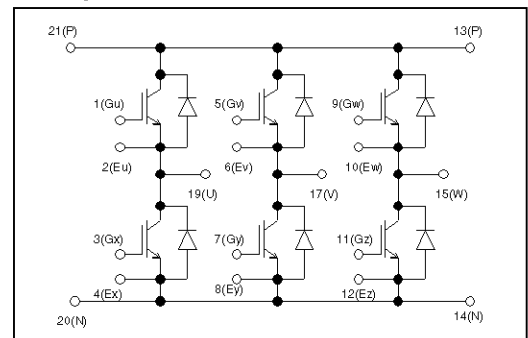 21(P)
13(P)
1(Gu)
5(Gv)
9(Gw)
2(Eu)
6(Ev)
10(Ew)
19(U)
17(V)
15(W)
3(Gx)
7(Gy)
11(Gz)
4(Ex)
8(Ey)
12(Ez)
20(N)
14(N)